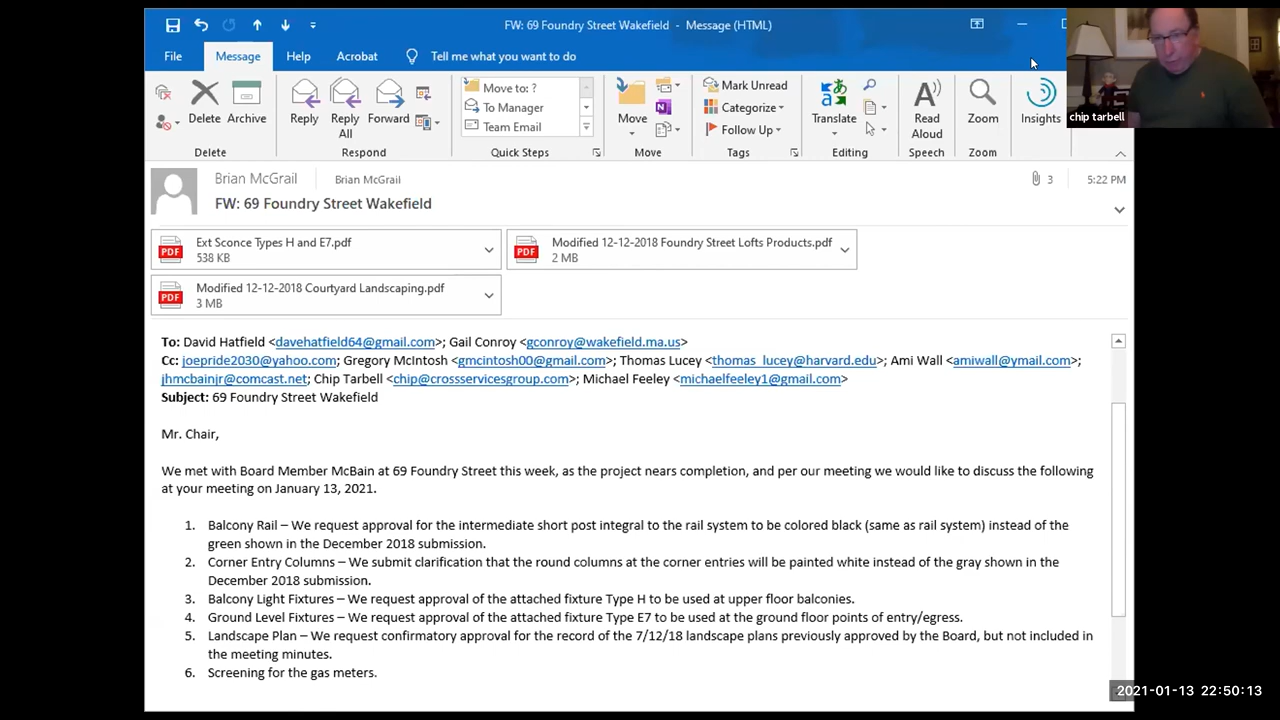 FW: 69 Foundry Street Wakefield - Message (HTML)
File Message Help Acrobat Tell me what you want to do
chip tarbell
Delete Archive Reply Reply All Forward
Move to: ?
To Manager
Team Email
Move
Mark Unread
Categorize
Follow Up
Translate
Read Aloud
Zoom
Insights
Delete Respond Quick Steps Move Tags Editing Speech Zoom
Brian McGrail Brian McGrail 3 5:22 PM
FW: 69 Foundry Street Wakefield
PDF Ext Sconce Types H and E7.pdf
538 KB
PDF Modified 12-12-2018 Foundry Street Lofts Products.pdf
2 MB
PDF Modified 12-12-2018 Courtyard Landscaping.pdf
3 MB
To: David Hatfield <davehatfield64@gmail.com>; Gail Conroy <gconroy@wakefield.ma.us>
Cc: joepride2030@yahoo.com; Gregory McIntosh <gmcintosh00@gmail.com>; Thomas Lucey <thomas_lucey@harvard.edu>; Ami Wall <amiwall@ymail.com>;
jhmcbainjr@comcast.net; Chip Tarbell <chip@crossservicesgroup.com>; Michael Feeley <michaelfeeley1@gmail.com>
Subject: 69 Foundry Street Wakefield
Mr. Chair,
We met with Board Member McBain at 69 Foundry Street this week, as the project nears completion, and per our meeting we would like to discuss the following
at your meeting on January 13, 2021.
1. Balcony Rail – We request approval for the intermediate short post integral to the rail system to be colored black (same as rail system) instead of the
green shown in the December 2018 submission.
2. Corner Entry Columns – We submit clarification that the round columns at the corner entries will be painted white instead of the gray shown in the
December 2018 submission.
3. Balcony Light Fixtures – We request approval of the attached fixture Type H to be used at upper floor balconies.
4. Ground Level Fixtures – We request approval of the attached fixture Type E7 to be used at the ground floor points of entry/egress.
5. Landscape Plan – We request confirmatory approval for the record of the 7/12/18 landscape plans previously approved by the Board, but not included in
the meeting minutes.
6. Screening for the gas meters.
2021-01-13 22:50:13